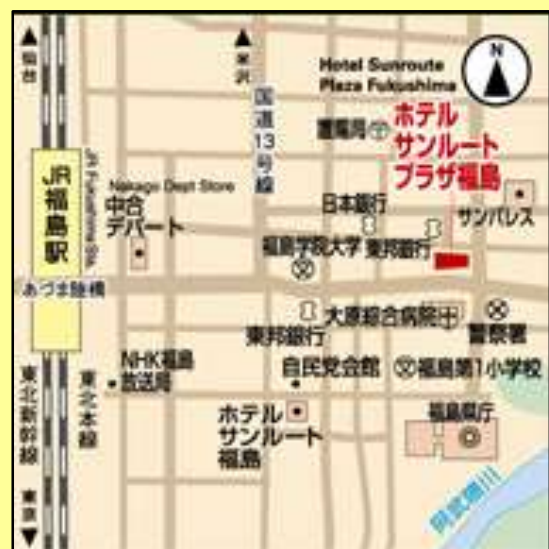 仙台
米沢
国道13号線
Hotel Sunroute
Plaza Fukushima
N
ホテル
サンルート
プラザ福島
JR福島駅
JR Fukushima Sta.
Nakago Dept Store
中合
デパート
日本銀行
サンパレス
福島学院大学
東邦銀行
あづま陸橋
東邦銀行
大原綜合病院
警察署
NHK福島
放送局
自民党会館
福島第1小学校
東北新幹線
東北本線
ホテル
サンルート
福島
福島県庁
阿武隈川
東京